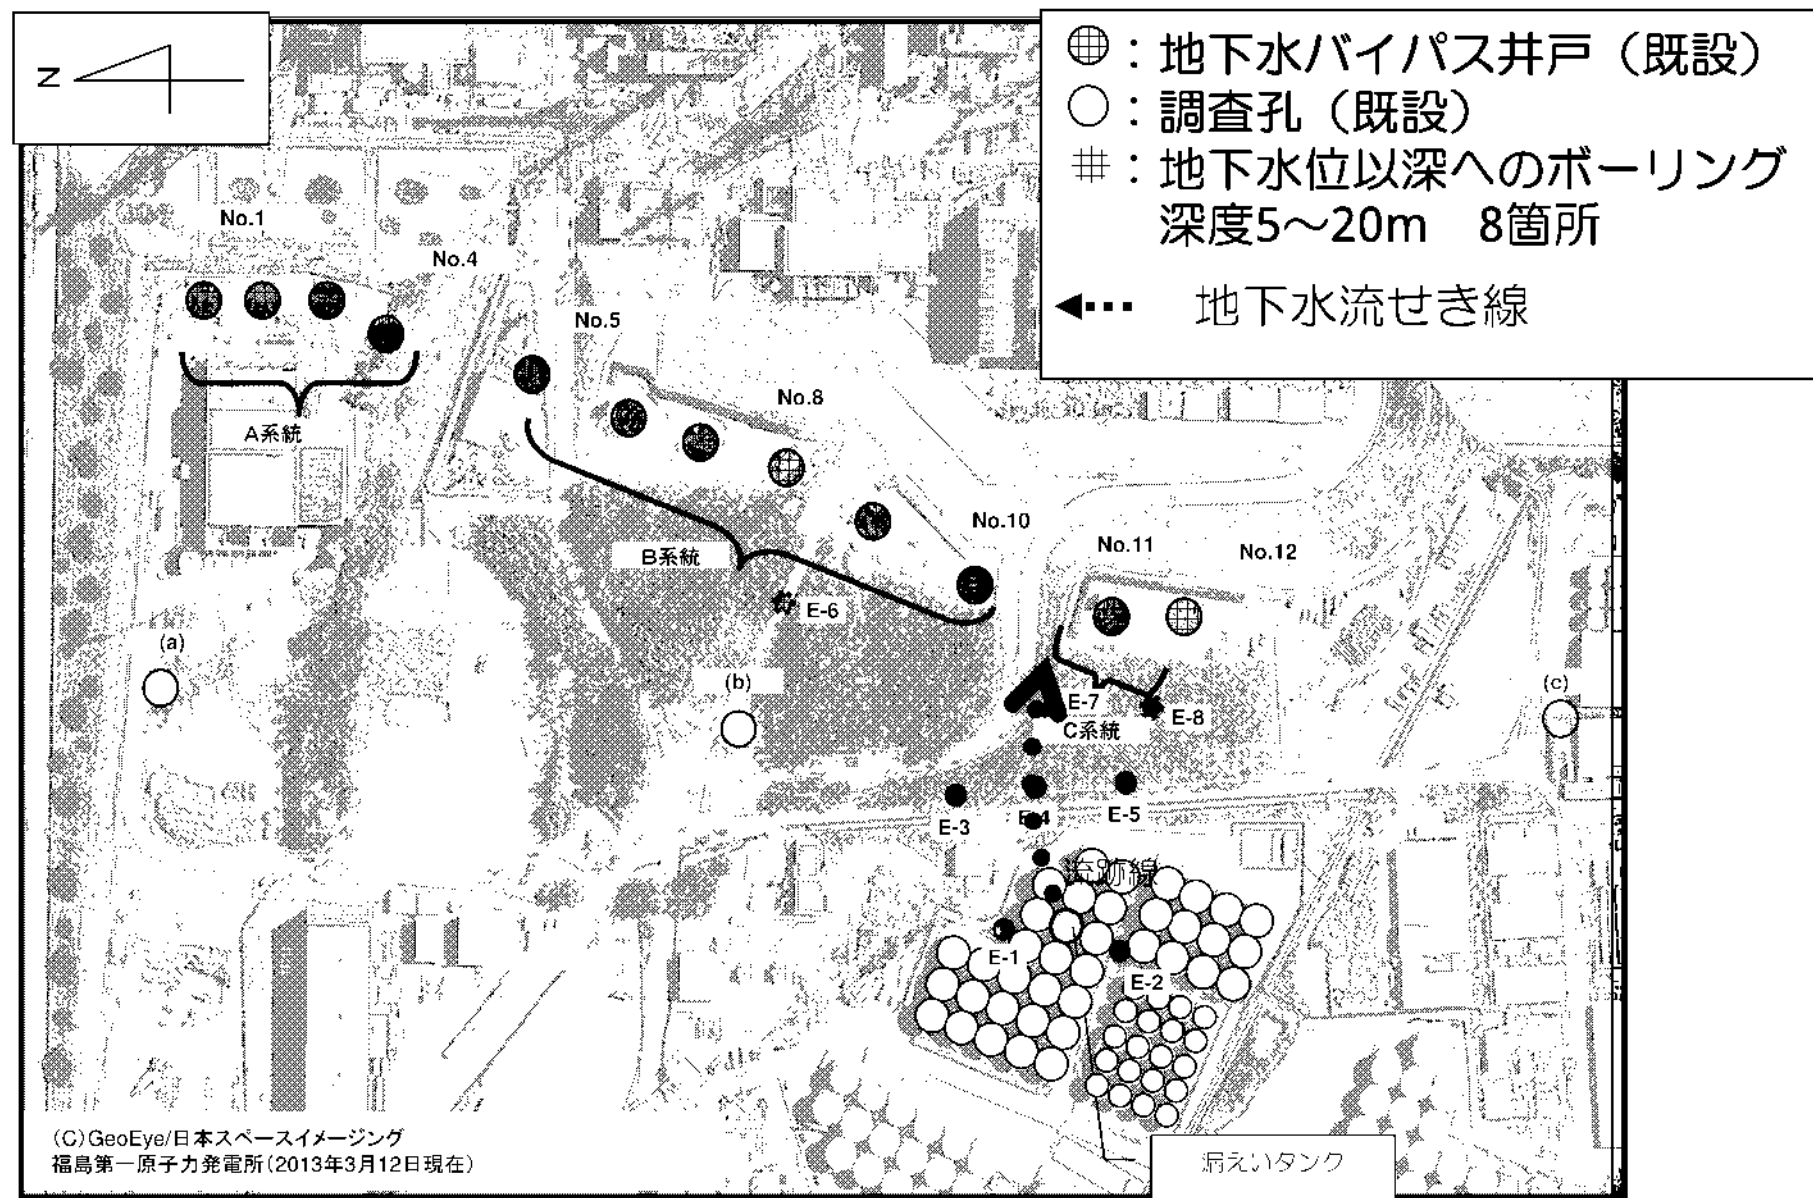 N
：地下水バイパス井戸（既設）
：調査孔（既設）
：地下水位以深へのボーリング
深度5～20m　8箇所
地下水流せき線
No.1
No.4
No.5
No.8
No.10
No.11
No.12
A系統
B系統
C系統
(a)
(b)
(c)
E-6
E-7
E-8
E-3
E-4
E-5
流跡線
E-1
E-2
漏えいタンク
(C)GeoEye/日本スペースイメージング
福島第一原子力発電所(2013年3月12日現在)